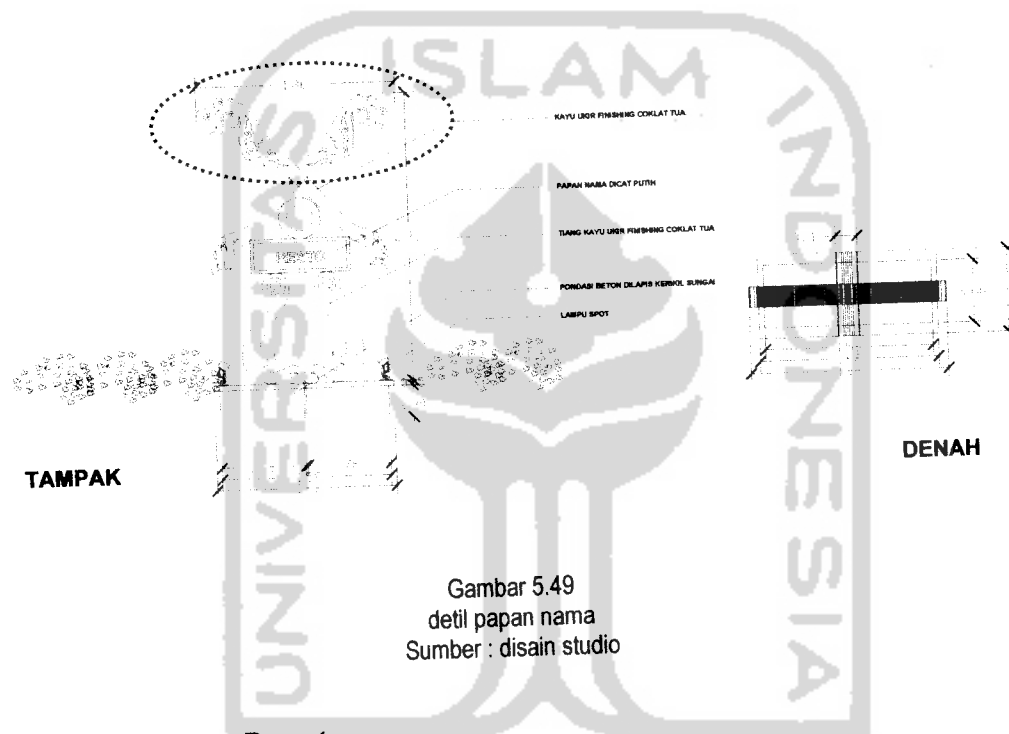 ISLAM
UNIVERSITAS
INDONESIA
KAYU UKIR FINISHING COKLAT TUA
PAPAN NAMA DICAT PUTIH
TIANG KAYU UKIR FINISHING COKLAT TUA
PONDASI BETON DILAPIS KERIKIL SUNGAI
LAMPU SPOT
TAMPAK
DENAH
Gambar 5.49
detil papan nama
Sumber : disain studio